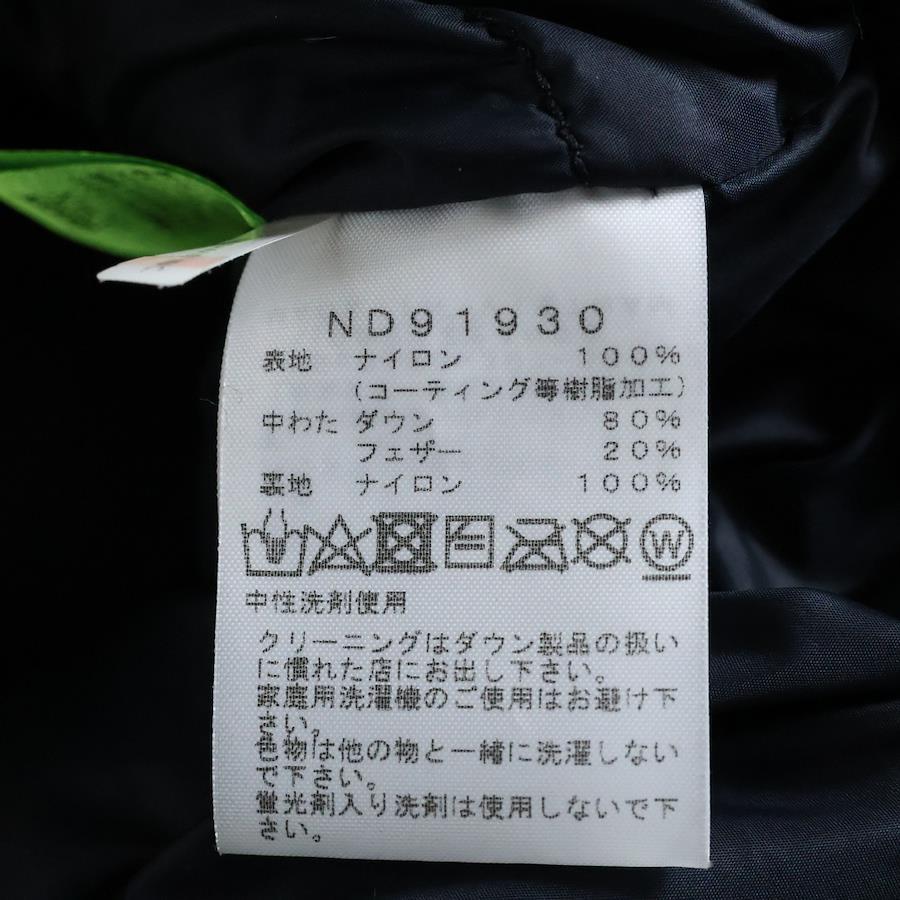 ND91930
表地 ナイロン 100%
(コーティング等樹脂加工)
中わた ダウン 80%
フェザー 20%
裏地 ナイロン 100%
W
中性洗剤使用
クリーニングはダウン製品の扱い
に慣れた店にお出し下さい。
家庭用洗濯機のご使用はお避け下
さい。
色物は他の物と一緒に洗濯しない
で下さい。
蛍光剤入り洗剤は使用しないで下
さい。